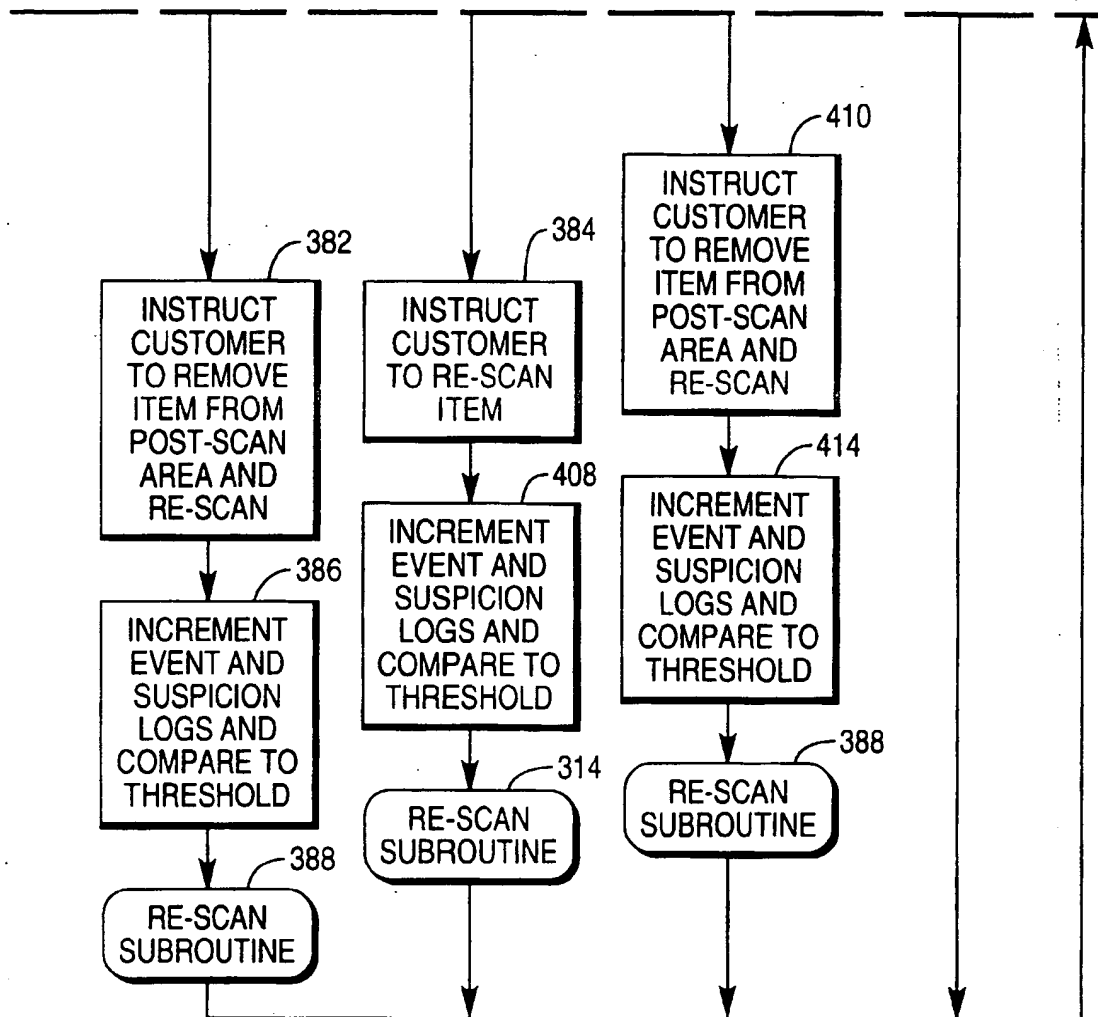 382
INSTRUCT
CUSTOMER
TO REMOVE
ITEM FROM
POST-SCAN
AREA AND
RE-SCAN
386
INCREMENT
EVENT AND
SUSPICION
LOGS AND
COMPARE TO
THRESHOLD
388
RE-SCAN
SUBROUTINE
384
INSTRUCT
CUSTOMER
TO RE-SCAN
ITEM
408
INCREMENT
EVENT AND
SUSPICION
LOGS AND
COMPARE TO
THRESHOLD
314
RE-SCAN
SUBROUTINE
410
INSTRUCT
CUSTOMER
TO REMOVE
ITEM FROM
POST-SCAN
AREA AND
RE-SCAN
414
INCREMENT
EVENT AND
SUSPICION
LOGS AND
COMPARE TO
THRESHOLD
388
RE-SCAN
SUBROUTINE